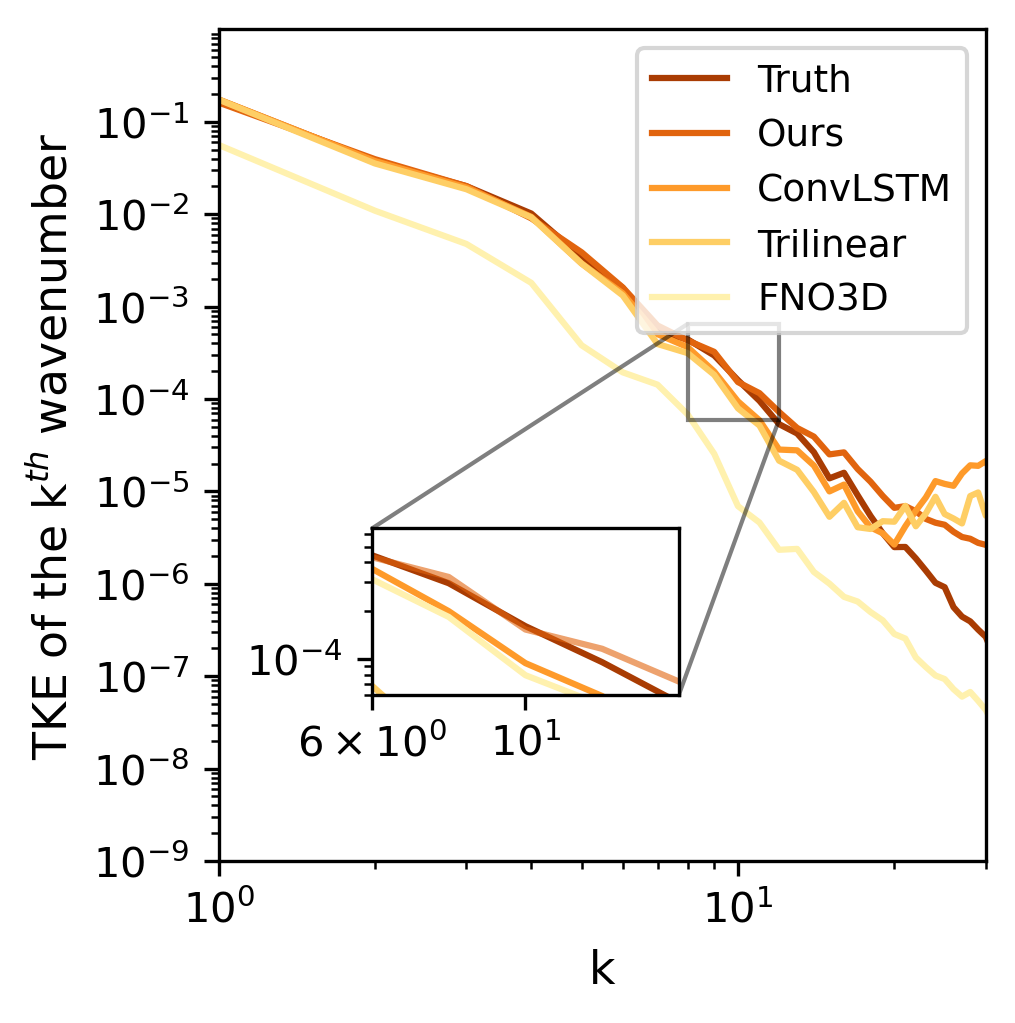 Truth
Ours
ConvLSTM
Trilinear
FNO3D
TKE of the k^{th} wavenumber
10^{-1}
10^{-2}
10^{-3}
10^{-4}
10^{-5}
10^{-6}
10^{-7}
10^{-8}
10^{-9}
10^{-4}
6 × 10^{0}
10^{1}
10^{0}
10^{1}
k